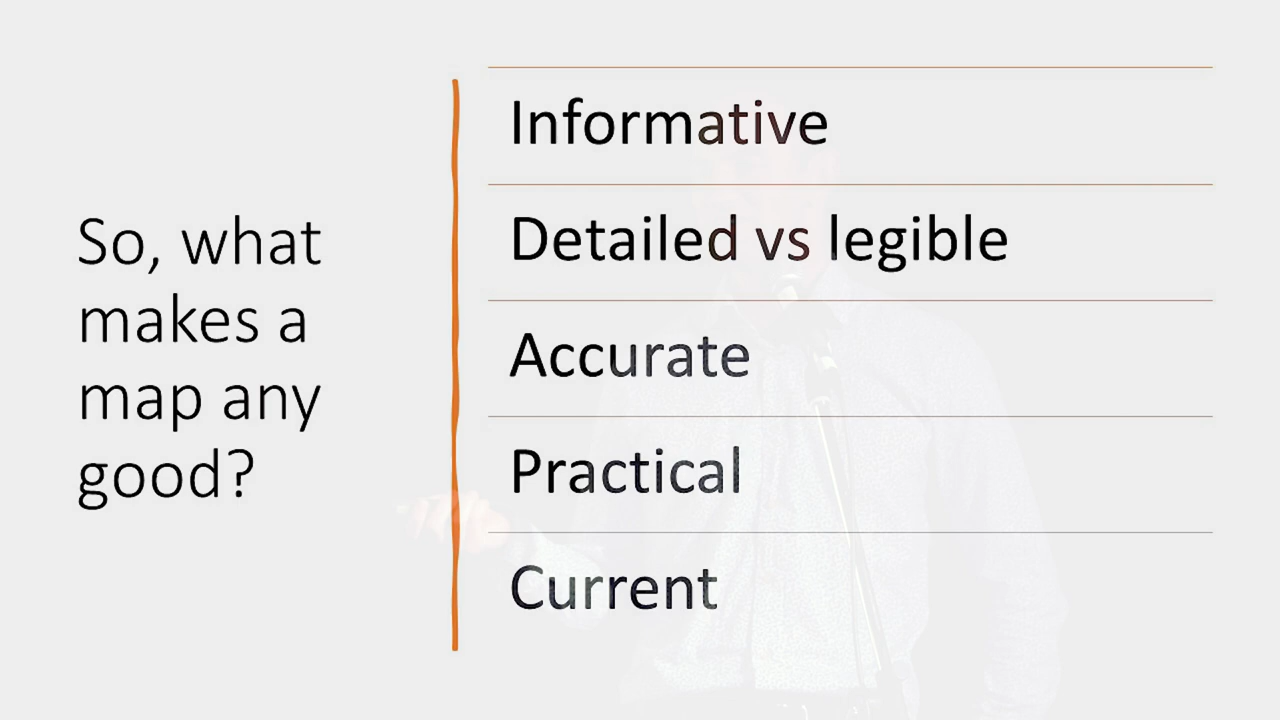 So, what
makes a
map any
good?
Informative
Detailed vs legible
Accurate
Practical
Current